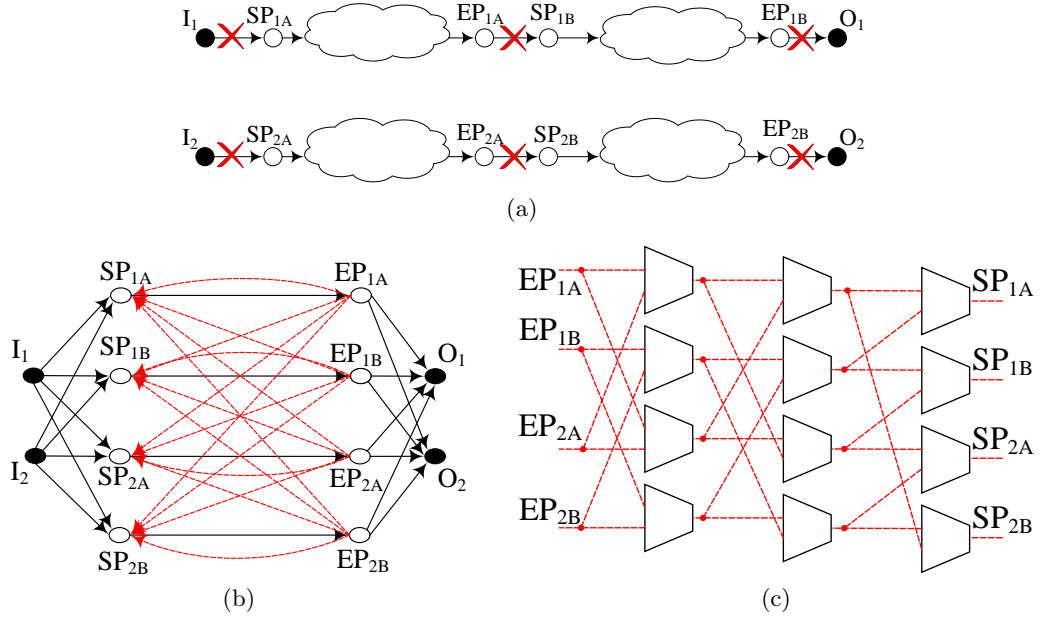 I₁ SP₁A EP₁A SP₁B EP₁B O₁
I₂ SP₂A EP₂A SP₂B EP₂B O₂
(a)
SP₁A EP₁A
I₁ SP₁B EP₁B O₁
I₂ SP₂A EP₂A O₂
SP₂B EP₂B
(b)
EP₁A SP₁A
EP₁B SP₁B
EP₂A SP₂A
EP₂B SP₂B
(c)